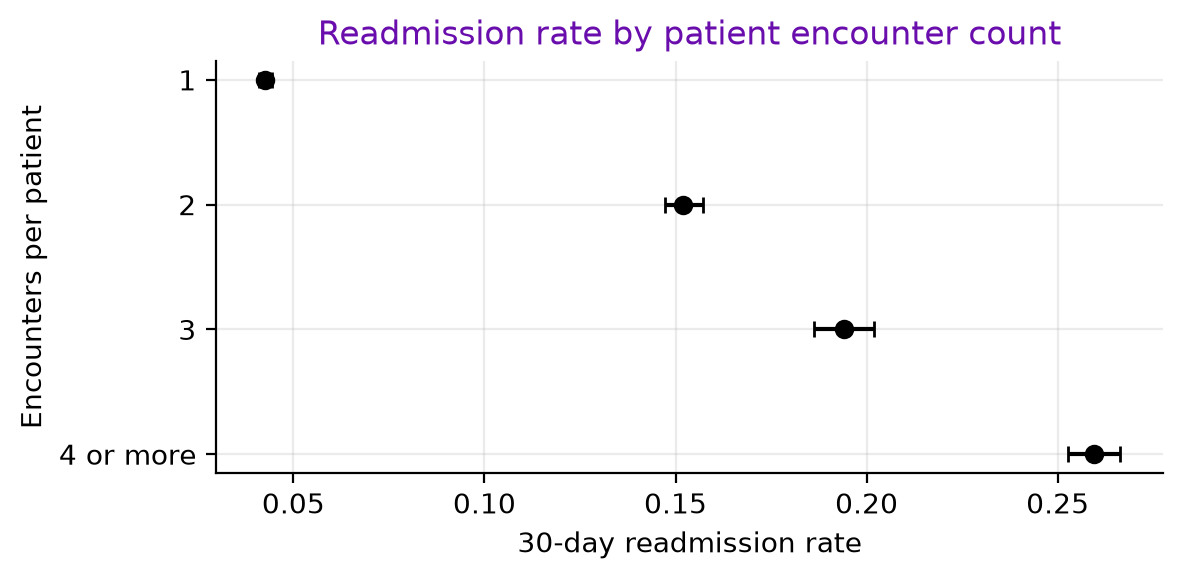 Readmission rate by patient encounter count
Encounters per patient
1
2
3
4 or more
0.05 0.10 0.15 0.20 0.25
30-day readmission rate